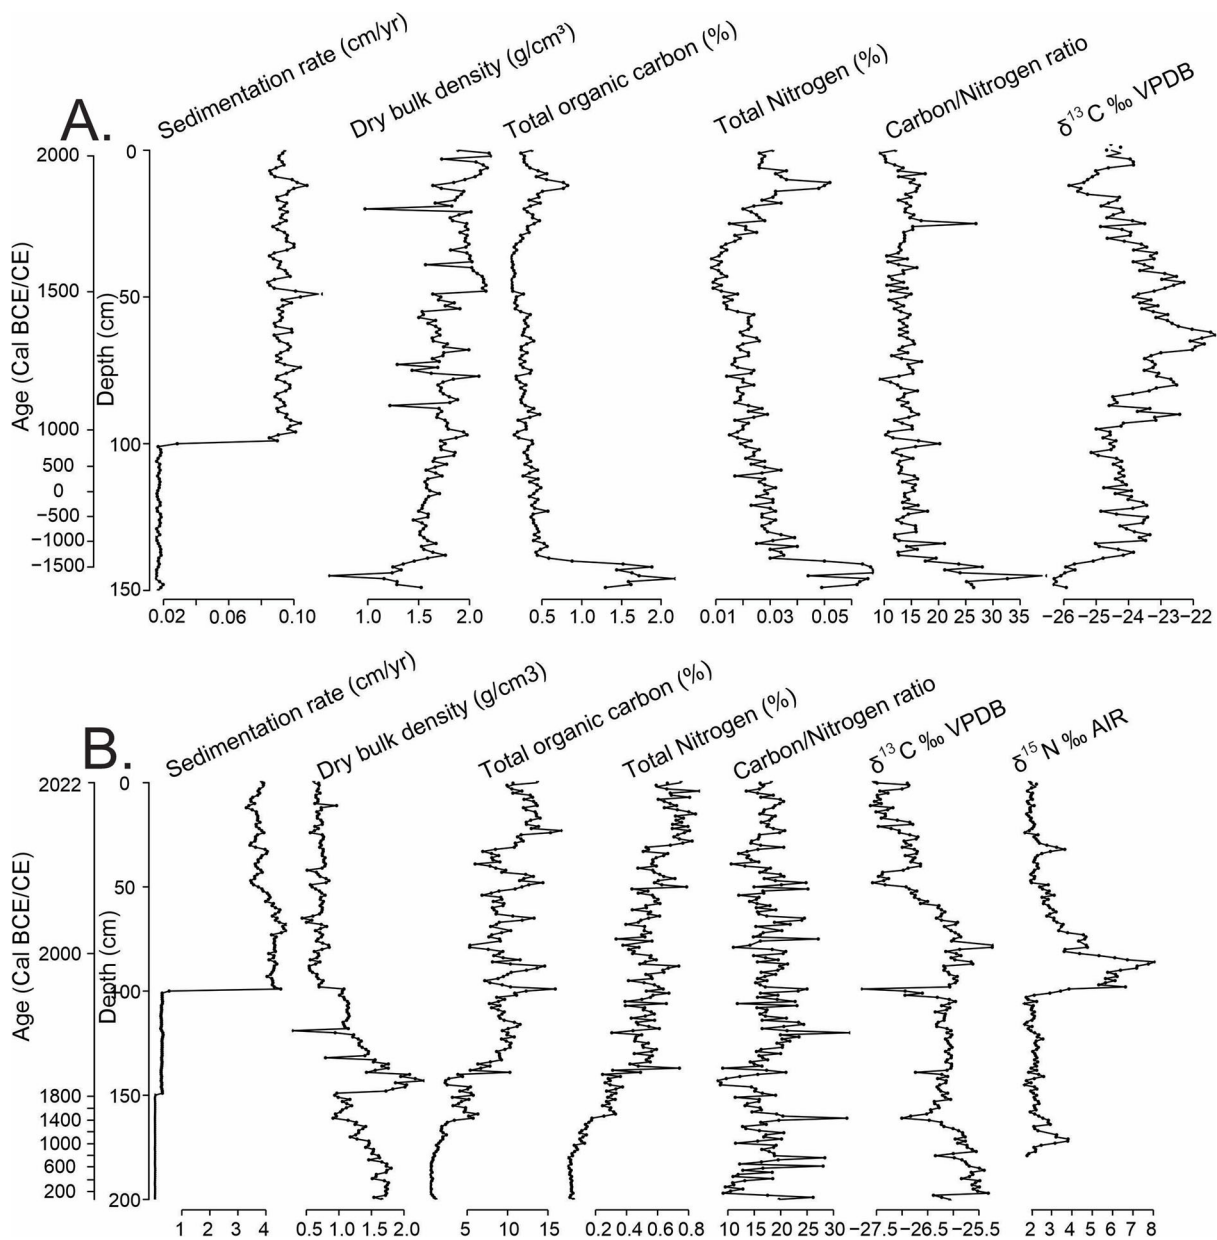 A.
Sedimentation rate (cm/yr)
Dry bulk density (g/cm³)
Total organic carbon (%)
Total Nitrogen (%)
Carbon/Nitrogen ratio
δ¹³C ‰ VPDB
Age (Cal BCE/CE)
2000
1500
1000
500
0
−500
−1000
−1500
Depth (cm)
0
50
100
150
0.02 0.06 0.10
1.0 1.5 2.0
0.5 1.0 1.5 2.0
0.01 0.03 0.05
10 15 20 25 30 35
−26 −25 −24 −23 −22
B.
Sedimentation rate (cm/yr)
Dry bulk density (g/cm3)
Total organic carbon (%)
Total Nitrogen (%)
Carbon/Nitrogen ratio
δ¹³C ‰ VPDB
δ¹⁵N ‰ AIR
Age (Cal BCE/CE)
2022
2000
1800
1400
1000
600
200
Depth (cm)
0
50
100
150
200
1 2 3 4
0.5 1.0 1.5 2.0
5 10 15
0.2 0.4 0.6 0.8
10 15 20 25 30
−27.5 −26.5 −25.5
2 3 4 5 6 7 8